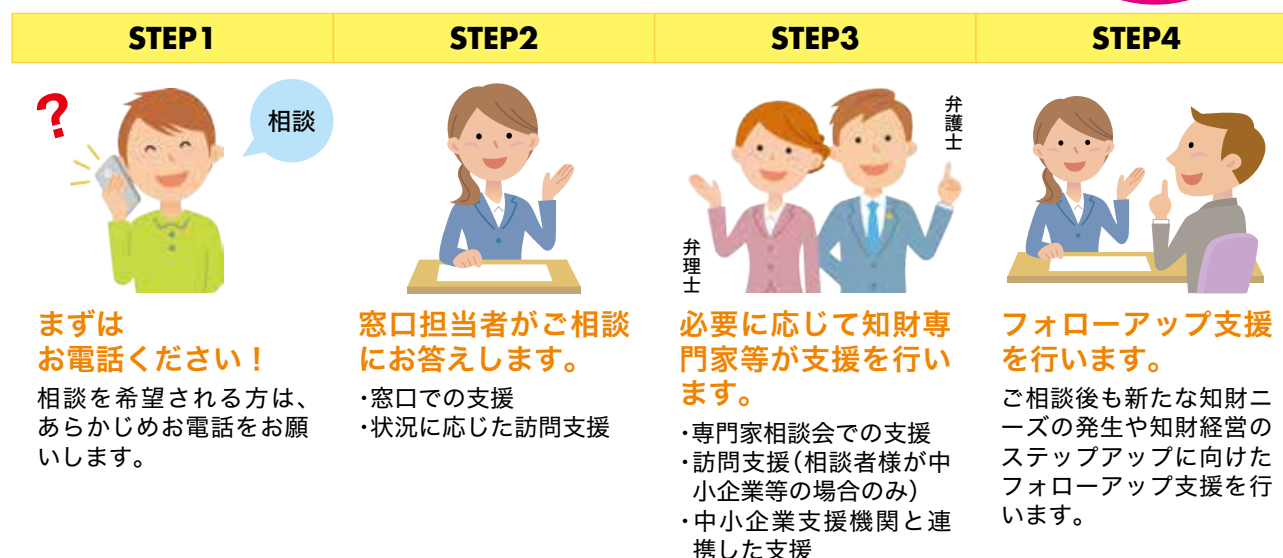 STEP1
STEP2
STEP3
STEP4
?
相談
弁護士
弁理士
まずは
お電話ください！
相談を希望される方は、
あらかじめお電話をお願
いします。
窓口担当者がご相談
にお答えします。
・窓口での支援
・状況に応じた訪問支援
必要に応じて知財専
門家等が支援を行い
ます。
・専門家相談会での支援
・訪問支援（相談者様が中
小企業等の場合のみ）
・中小企業支援機関と連
携した支援
フォローアップ支援
を行います。
ご相談後も新たな知財ニ
ーズの発生や知財経営の
ステップアップに向けた
フォローアップ支援を行
います。